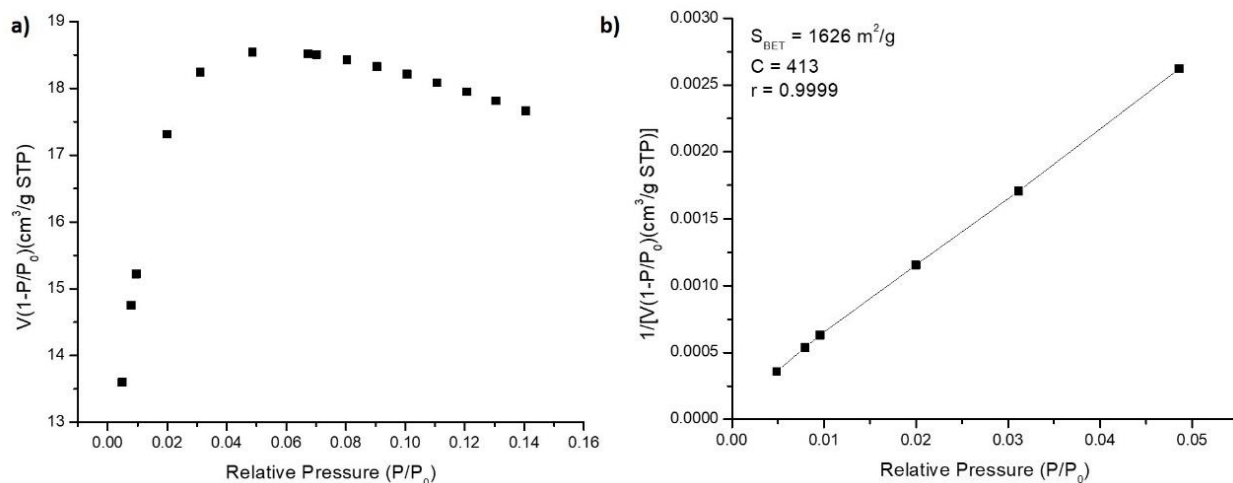 a)
19
18
17
16
15
14
13
V(1-P/P₀)(cm³/g STP)
0.00 0.02 0.04 0.06 0.08 0.10 0.12 0.14 0.16
Relative Pressure (P/P₀)
b)
0.0030
0.0025
0.0020
0.0015
0.0010
0.0005
0.0000
1/[V(1-P/P₀)(cm³/g STP)]
S_BET = 1626 m²/g
C = 413
r = 0.9999
0.00 0.01 0.02 0.03 0.04 0.05
Relative Pressure (P/P₀)